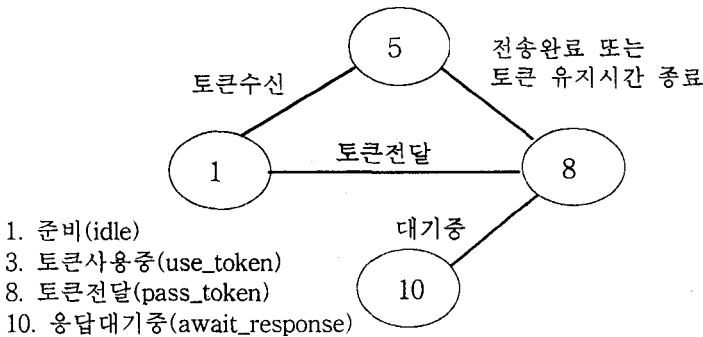 5
전송완료 또는
토큰 유지시간 종료
토큰수신
토큰전달
1
8
1. 준비(idle)
대기중
3. 토큰사용중(use_token)
8. 토큰전달(pass_token)
10
10. 응답대기중(await_response)